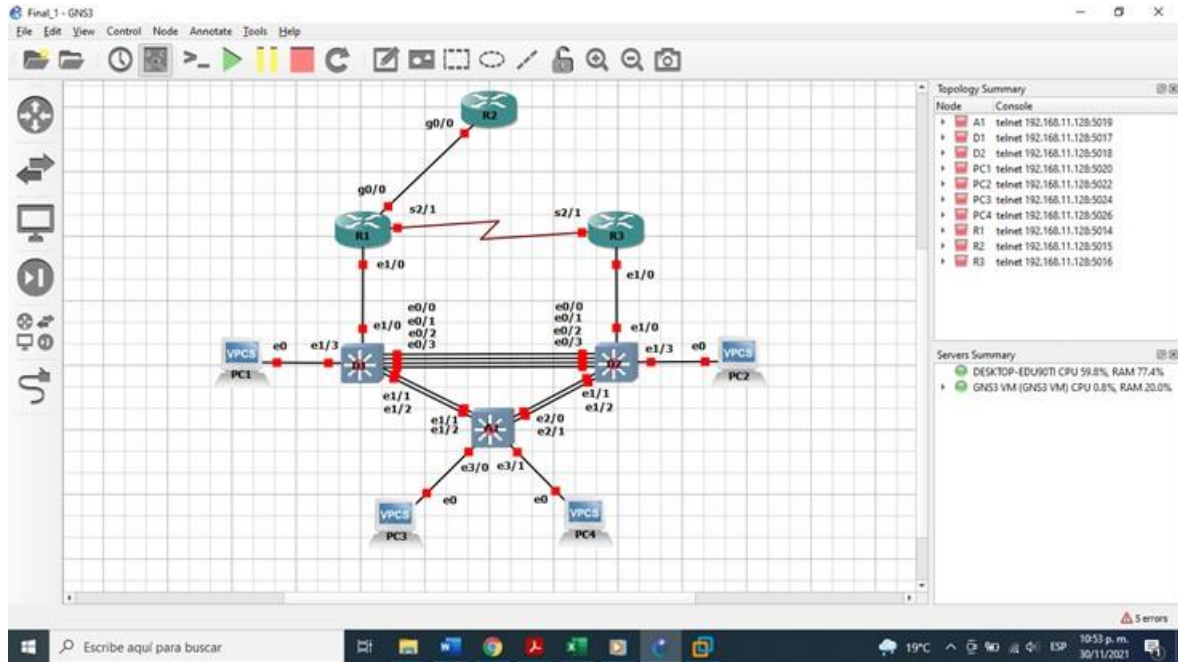 Final_1 - GNS3
File Edit View Control Node Annotate Tools Help
R2
g0/0
g0/0
s2/1
s2/1
R1
R3
e1/0
e1/0
e0/0
e0/1
e0/2
e0/3
e0/0
e0/1
e0/2
e0/3
e1/0
e1/0
VPCS
PC1
e0
e1/3
e1/3
e0
VPCS
PC2
e1/1
e1/2
e1/1
e1/2
e1/1
e1/2
e2/0
e2/1
e3/0 e3/1
e0
e0
VPCS
PC3
VPCS
PC4
Topology Summary
Node Console
A1 telnet 192.168.11.128:5019
D1 telnet 192.168.11.128:5017
D2 telnet 192.168.11.128:5018
PC1 telnet 192.168.11.128:5020
PC2 telnet 192.168.11.128:5022
PC3 telnet 192.168.11.128:5024
PC4 telnet 192.168.11.128:5026
R1 telnet 192.168.11.128:5014
R2 telnet 192.168.11.128:5015
R3 telnet 192.168.11.128:5016
Servers Summary
DESKTOP-EDU90TI CPU 59.8%, RAM 77.4%
GNS3 VM (GNS3 VM) CPU 0.8%, RAM 20.0%
5 errors
Escribe aquí para buscar
19°C
ESP
10:53 p. m.
30/11/2021